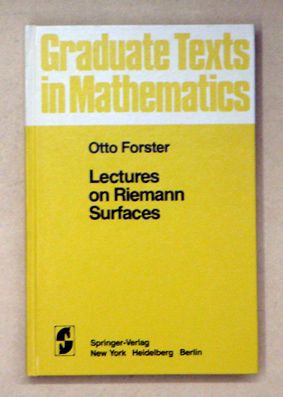 Graduate Texts
in Mathematics
Otto Forster
Lectures
on Riemann
Surfaces
Springer-Verlag
New York Heidelberg Berlin